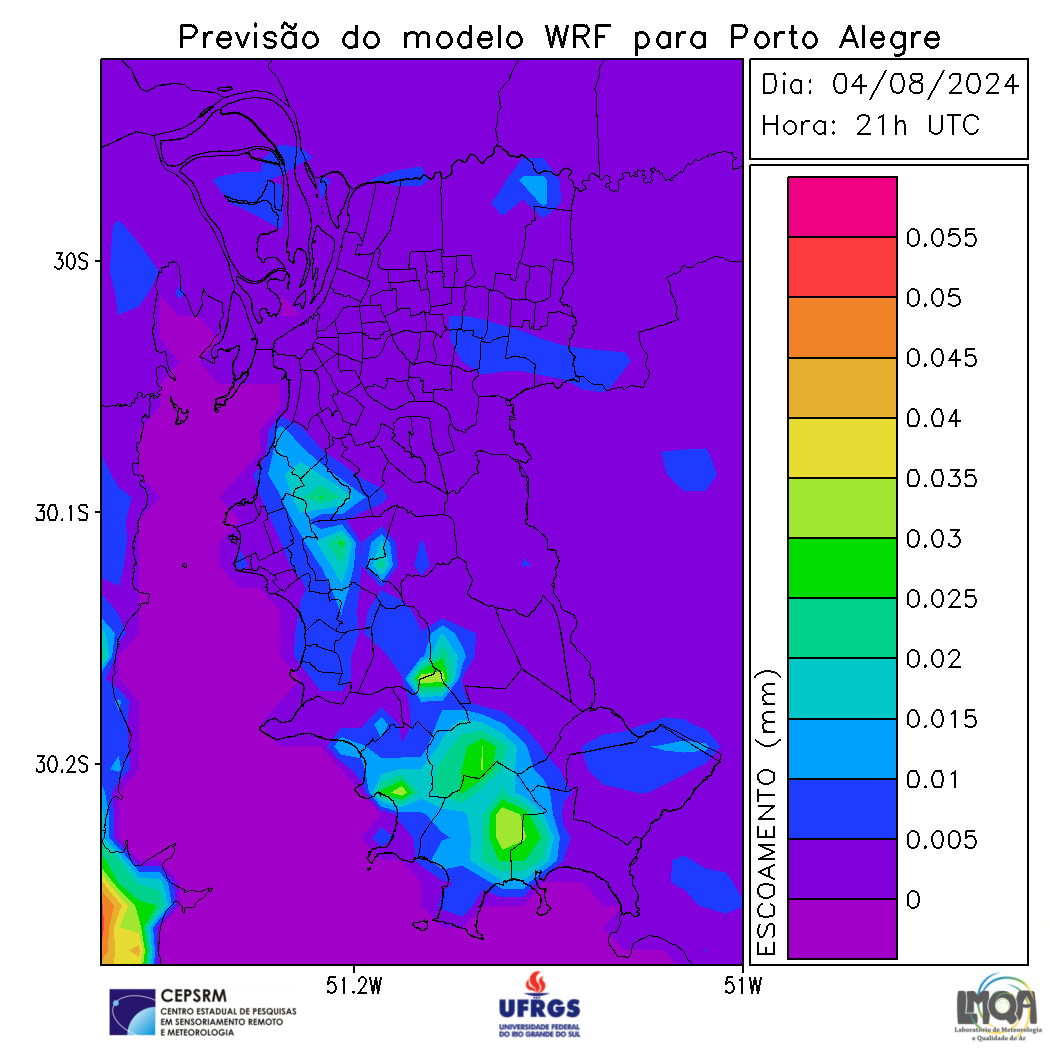 Previsão do modelo WRF para Porto Alegre
Dia: 04/08/2024
Hora: 21h UTC
30S
30.1S
30.2S
51.2W
51W
ESCOAMENTO (mm)
0.055
0.05
0.045
0.04
0.035
0.03
0.025
0.02
0.015
0.01
0.005
0
CEPSRM
CENTRO ESTADUAL DE PESQUISAS
EM SENSORIAMENTO REMOTO
E METEOROLOGIA
UFRGS
UNIVERSIDADE FEDERAL
DO RIO GRANDE DO SUL
LMQA
Laboratório de Meteorologia
e Qualidade do Ar